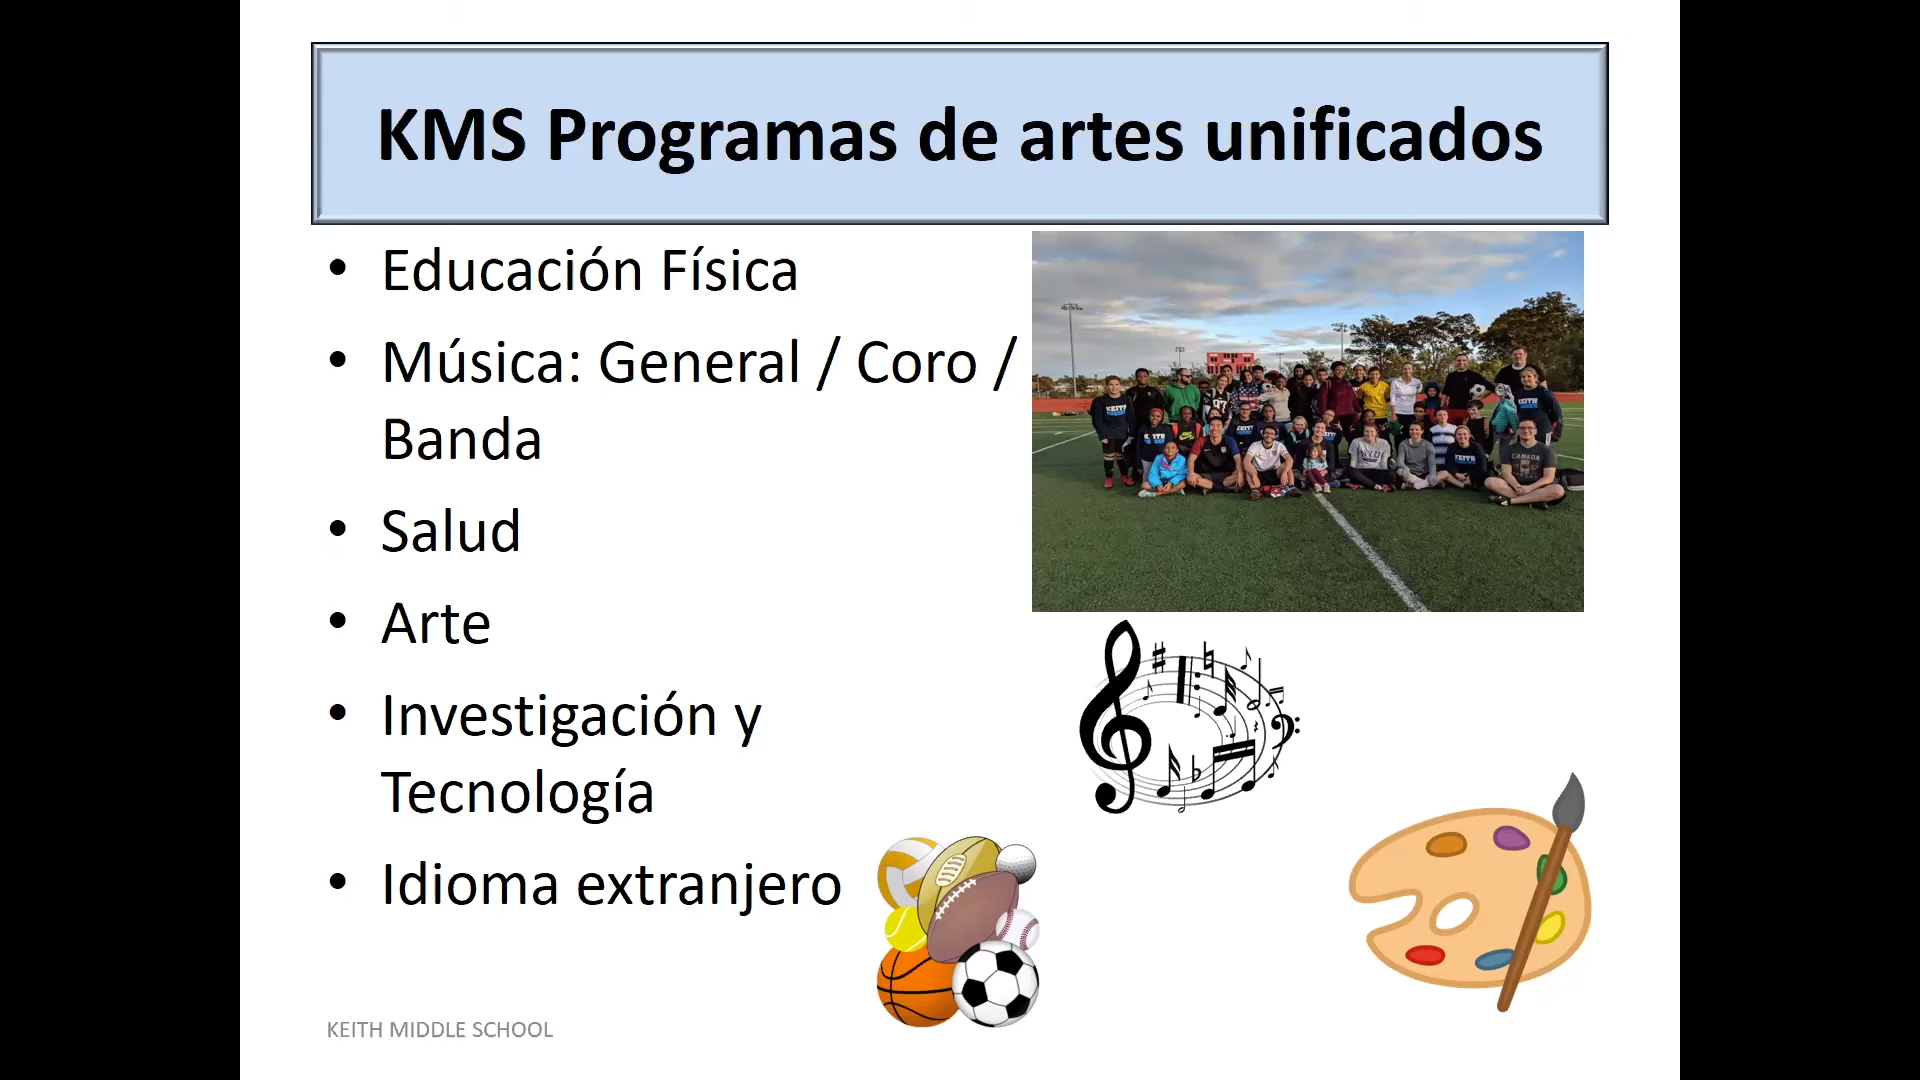 KMS Programas de artes unificados
• Educación Física
• Música: General / Coro /
Banda
• Salud
• Arte
• Investigación y
Tecnología
• Idioma extranjero
KEITH MIDDLE SCHOOL